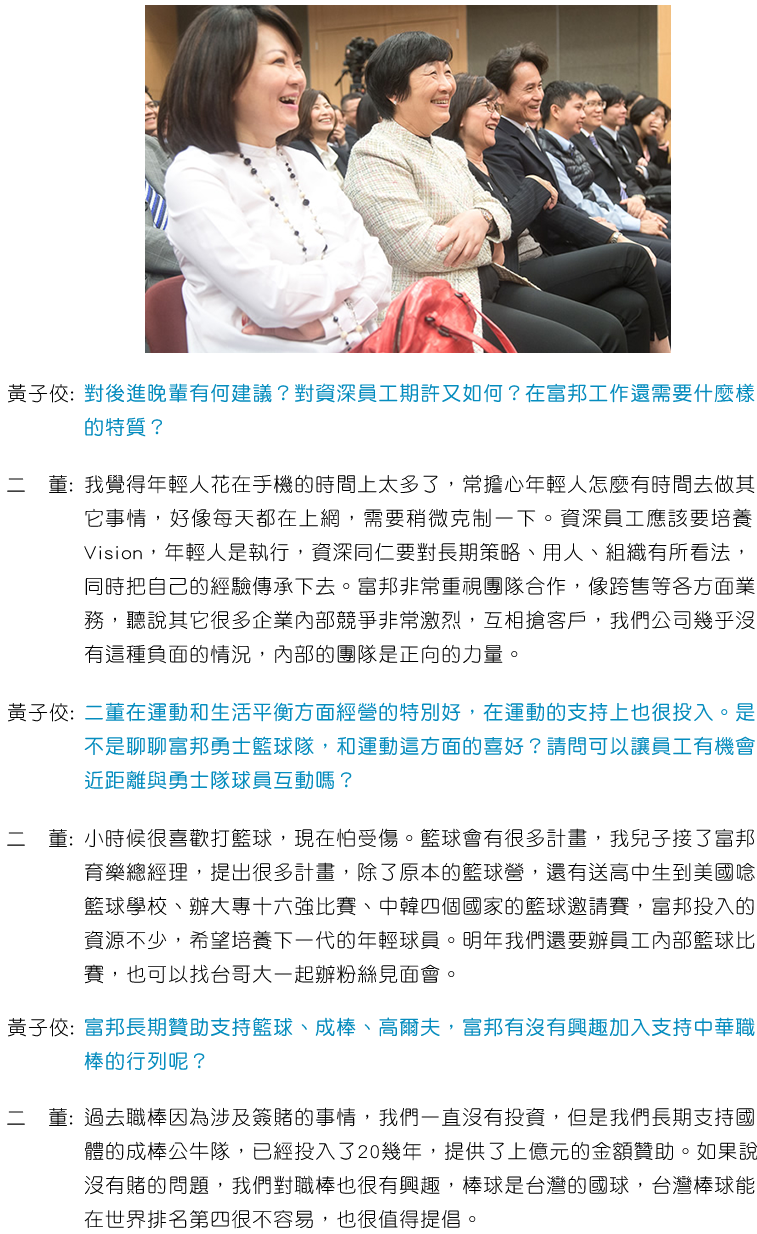 黃子佼: 對後進晚輩有何建議？對資深員工期許又如何？在富邦工作還需要什麼樣
的特質？
二　董: 我覺得年輕人花在手機的時間上太多了，常擔心年輕人怎麼有時間去做其
它事情，好像每天都在上網，需要稍微克制一下。資深員工應該要培養
Vision，年輕人是執行，資深同仁要對長期策略、用人、組織有所看法，
同時把自己的經驗傳承下去。富邦非常重視團隊合作，像跨售等各方面業
務，聽說其它很多企業內部競爭非常激烈，互相搶客戶，我們公司幾乎沒
有這種負面的情況，內部的團隊是正向的力量。
黃子佼: 二董在運動和生活平衡方面經營的特別好，在運動的支持上也很投入。是
不是聊聊富邦勇士籃球隊，和運動這方面的喜好？請問可以讓員工有機會
近距離與勇士隊球員互動嗎？
二　董: 小時候很喜歡打籃球，現在怕受傷。籃球會有很多計畫，我兒子接了富邦
育樂總經理，提出很多計畫，除了原本的籃球營，還有送高中生到美國唸
籃球學校、辦大專十六強比賽、中韓四個國家的籃球邀請賽，富邦投入的
資源不少，希望培養下一代的年輕球員。明年我們還要辦員工內部籃球比
賽，也可以找台哥大一起辦粉絲見面會。
黃子佼: 富邦長期贊助支持籃球、成棒、高爾夫，富邦有沒有興趣加入支持中華職
棒的行列呢？
二　董: 過去職棒因為涉及簽賭的事情，我們一直沒有投資，但是我們長期支持國
體的成棒公牛隊，已經投入了20幾年，提供了上億元的金額贊助。如果說
沒有賭的問題，我們對職棒也很有興趣，棒球是台灣的國球，台灣棒球能
在世界排名第四很不容易，也很值得提倡。